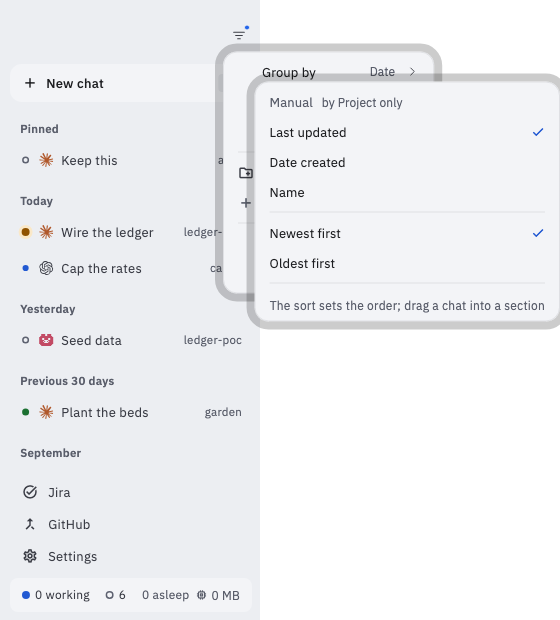 New chat
Pinned
Keep this
Today
Wire the ledger ledger-
Cap the rates
Yesterday
Seed data ledger-poc
Previous 30 days
Plant the beds garden
September
Jira
GitHub
Settings
0 working 6 0 asleep 0 MB
Group by Date
Manual by Project only
Last updated
Date created
Name
Newest first
Oldest first
The sort sets the order; drag a chat into a section